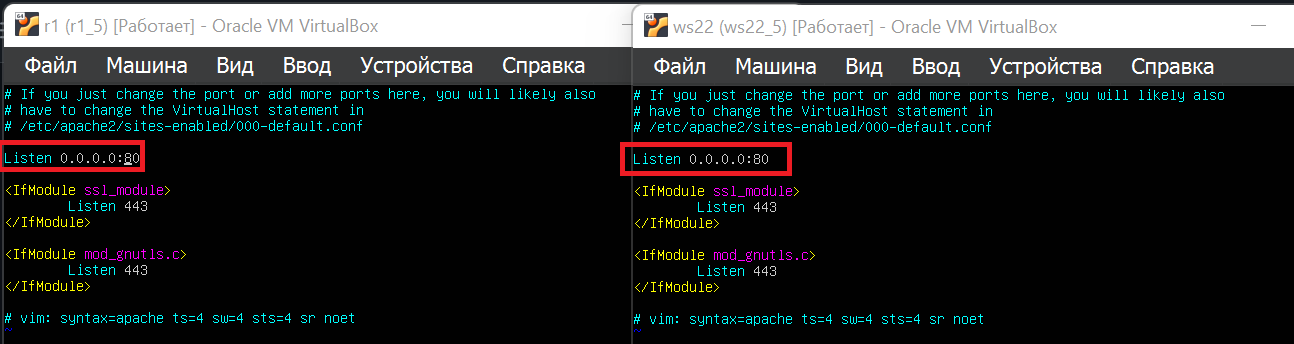 r1 (r1_5) [Работает] - Oracle VM VirtualBox
Файл Машина Вид Ввод Устройства Справка
# If you just change the port or add more ports here, you will likely also
# have to change the VirtualHost statement in
# /etc/apache2/sites-enabled/000-default.conf
Listen 0.0.0.0:80
<IfModule ssl_module>
Listen 443
</IfModule>
<IfModule mod_gnutls.c>
Listen 443
</IfModule>
# vim: syntax=apache ts=4 sw=4 sts=4 sr noet
~
ws22 (ws22_5) [Работает] - Oracle VM VirtualBox
Файл Машина Вид Ввод Устройства Справка
# If you just change the port or add more ports here, you will likely also
# have to change the VirtualHost statement in
# /etc/apache2/sites-enabled/000-default.conf
Listen 0.0.0.0:80
<IfModule ssl_module>
Listen 443
</IfModule>
<IfModule mod_gnutls.c>
Listen 443
</IfModule>
# vim: syntax=apache ts=4 sw=4 sts=4 sr noet
~